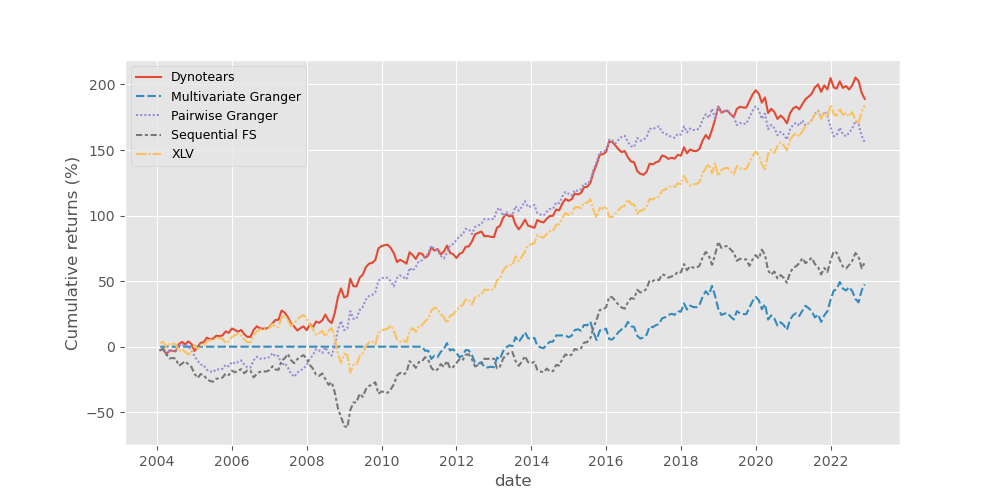 Dynotears
Multivariate Granger
Pairwise Granger
Sequential FS
XLV
Cumulative returns (%)
200
150
100
50
0
−50
2004 2006 2008 2010 2012 2014 2016 2018 2020 2022
date